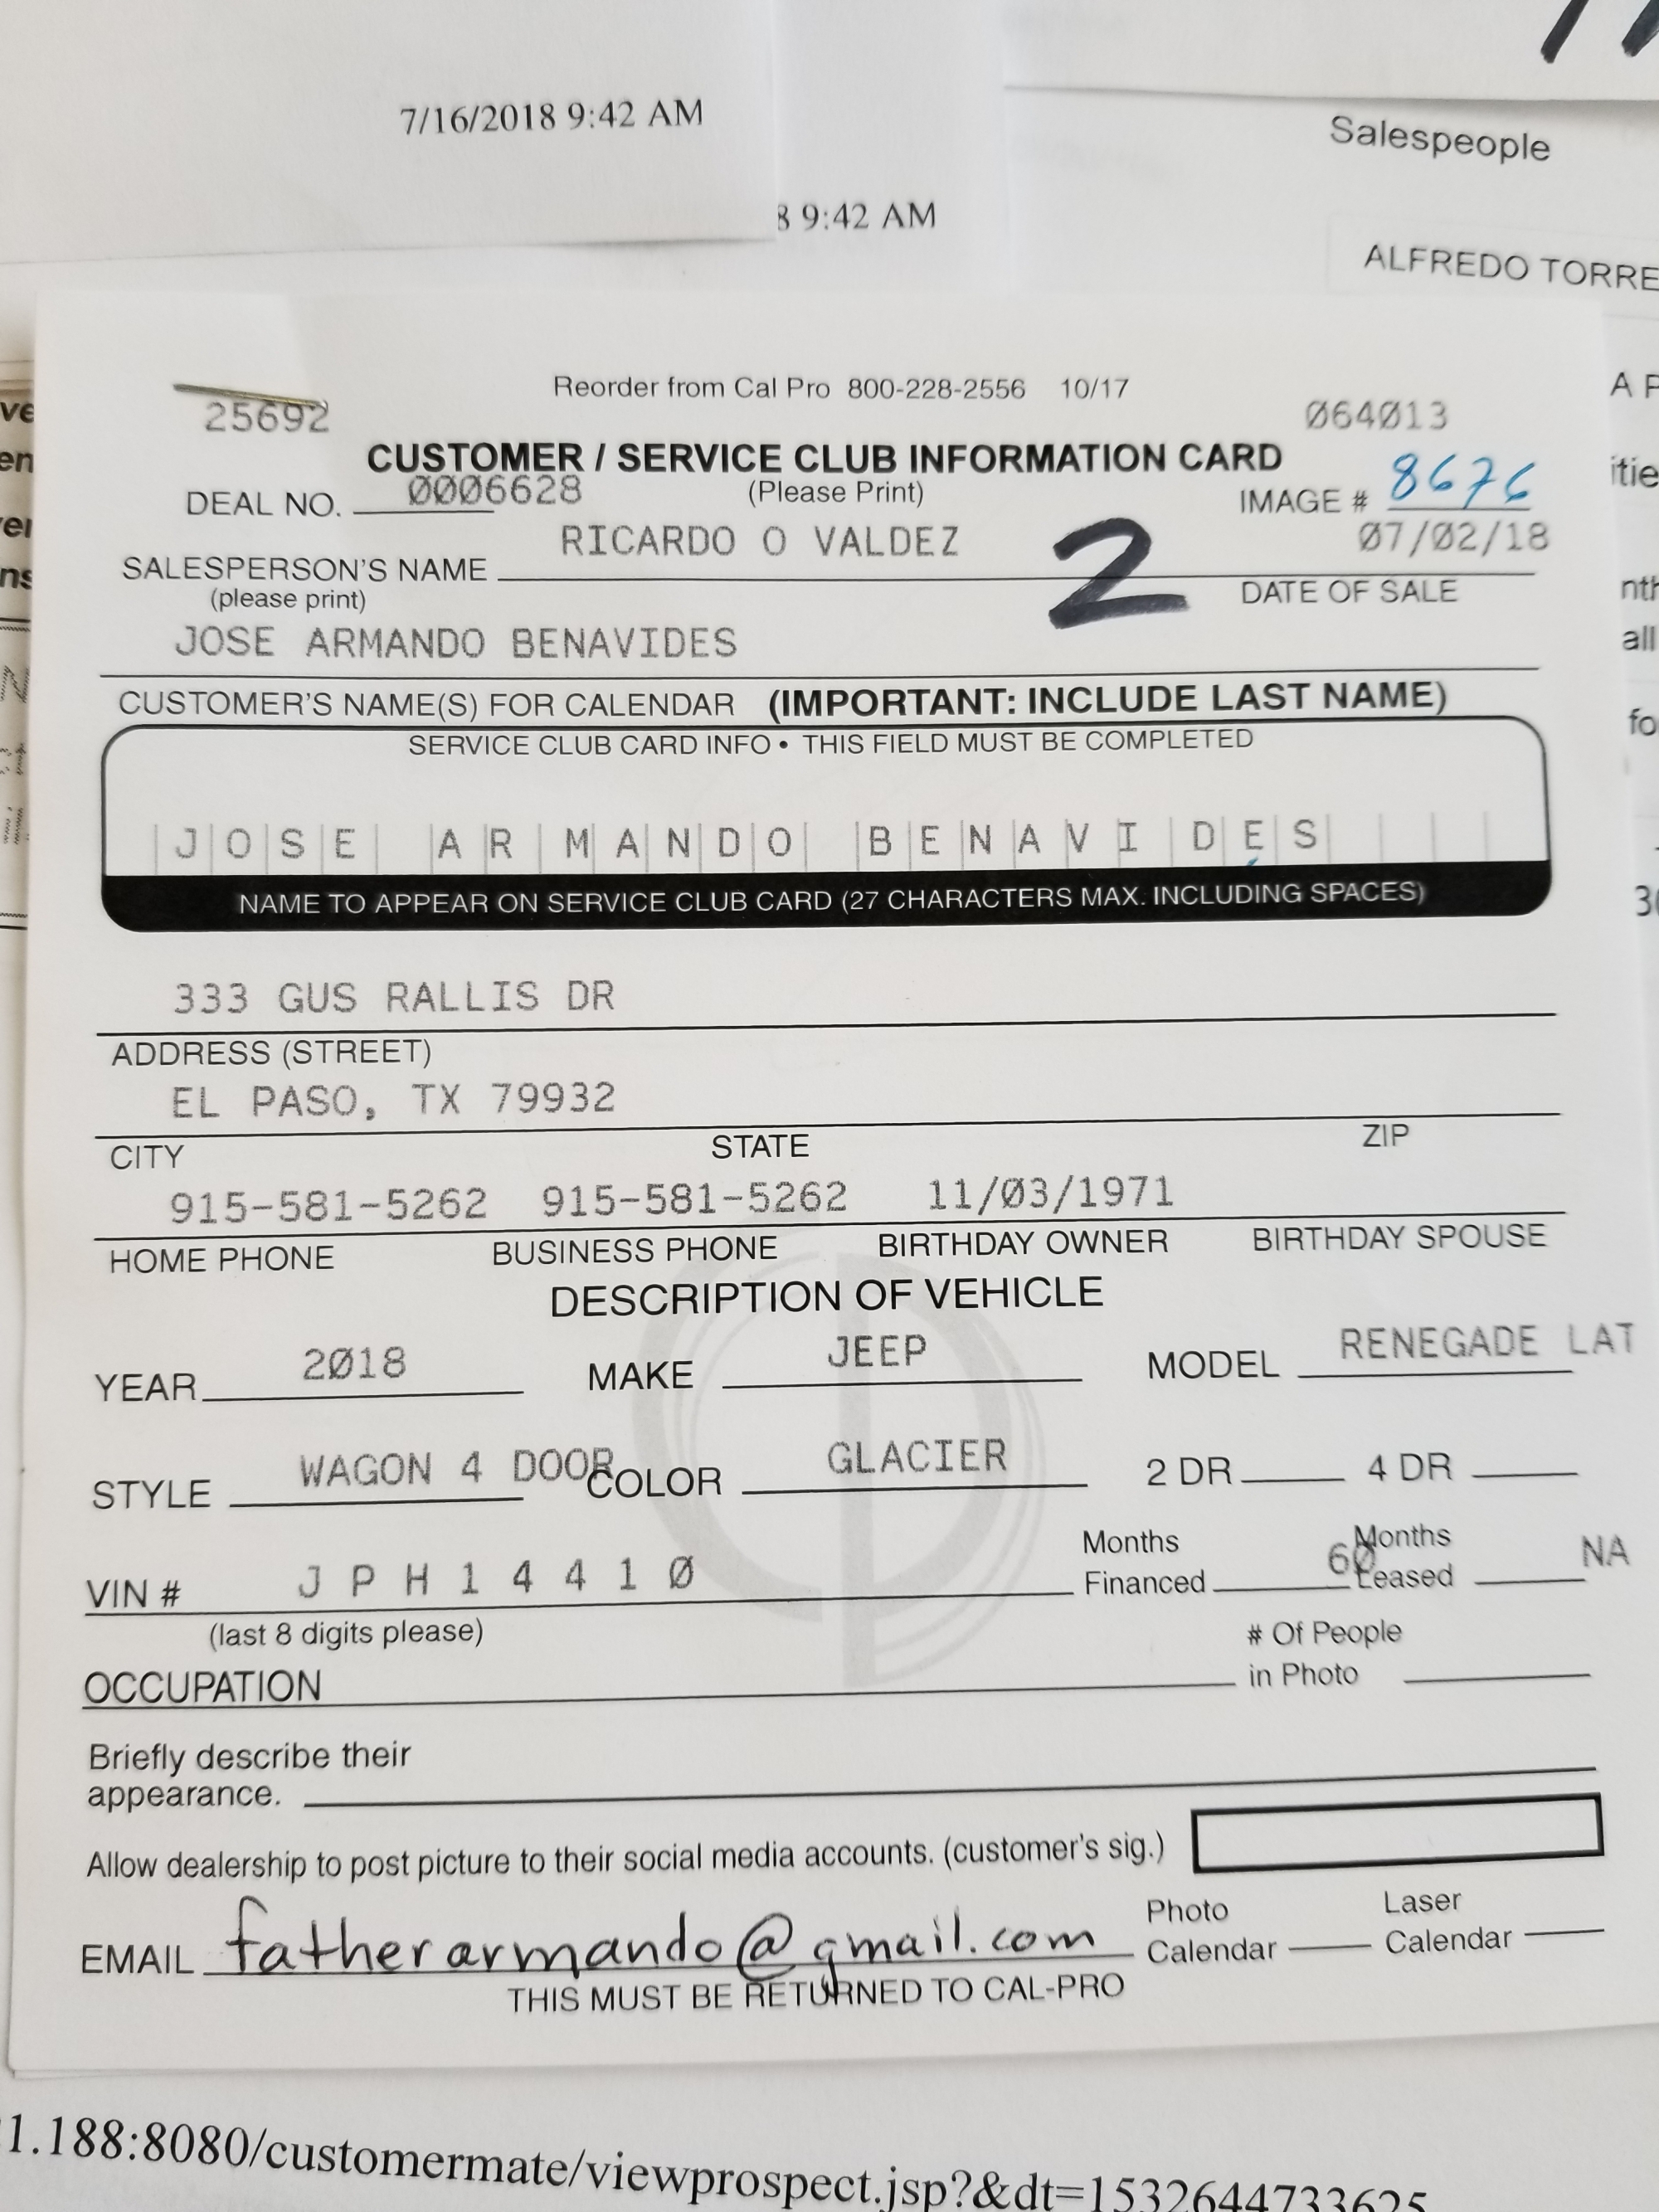 7/16/2018 9:42 AM
8 9:42 AM
Salespeople
ALFREDO TORRE
Reorder from Cal Pro 800-228-2556 10/17
25692
064013
CUSTOMER / SERVICE CLUB INFORMATION CARD
DEAL NO. 0006628 (Please Print) IMAGE # 8676
RICARDO O VALDEZ 2 07/02/18
SALESPERSON'S NAME DATE OF SALE
(please print)
JOSE ARMANDO BENAVIDES
CUSTOMER'S NAME(S) FOR CALENDAR (IMPORTANT: INCLUDE LAST NAME)
SERVICE CLUB CARD INFO • THIS FIELD MUST BE COMPLETED
JOSE ARMANDO BENAVIDES
NAME TO APPEAR ON SERVICE CLUB CARD (27 CHARACTERS MAX. INCLUDING SPACES)
333 GUS RALLIS DR
ADDRESS (STREET)
EL PASO, TX 79932
CITY STATE ZIP
915-581-5262 915-581-5262 11/03/1971
HOME PHONE BUSINESS PHONE BIRTHDAY OWNER BIRTHDAY SPOUSE
DESCRIPTION OF VEHICLE
YEAR 2018 MAKE JEEP MODEL RENEGADE LAT
STYLE WAGON 4 DOOR COLOR GLACIER 2 DR 4 DR
VIN # J P H 1 4 4 1 0 Months Financed 60 Months Leased NA
(last 8 digits please)
OCCUPATION # Of People in Photo
Briefly describe their
appearance.
Allow dealership to post picture to their social media accounts. (customer's sig.)
EMAIL fatherarmando@gmail.com Photo Calendar Laser Calendar
THIS MUST BE RETURNED TO CAL-PRO
1.188:8080/customermate/viewprospect.jsp?&dt=1532644733625